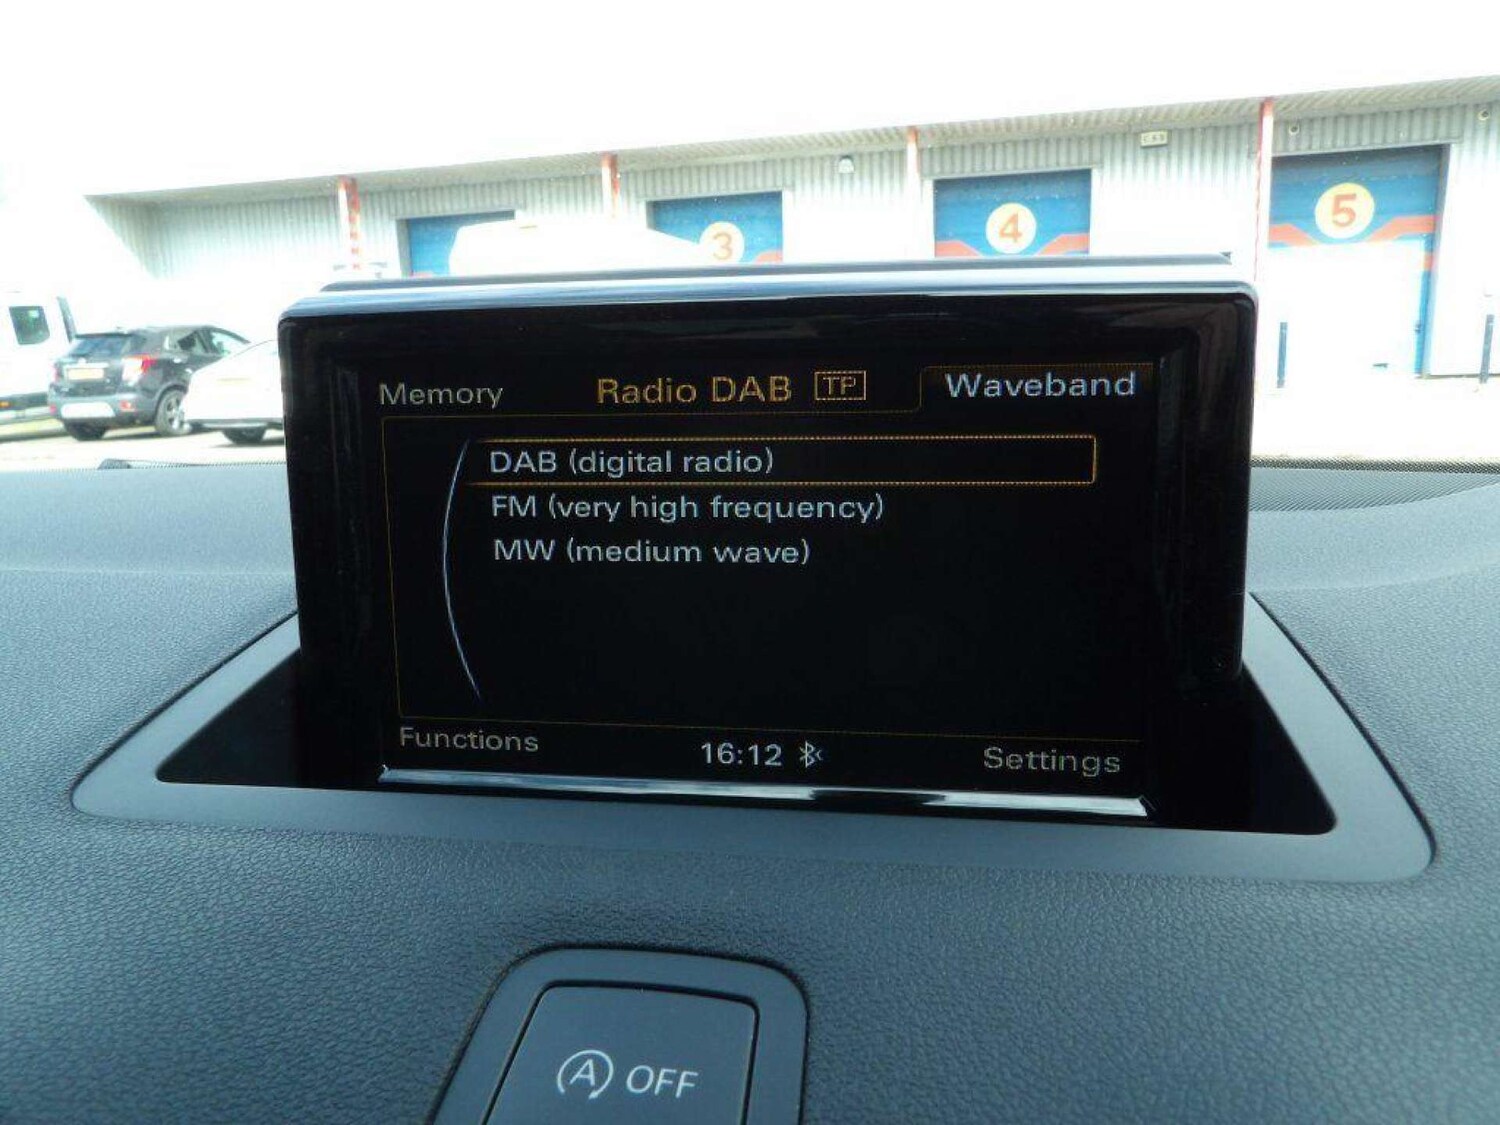 3
4
5
Memory
Radio DAB TP
Waveband
DAB (digital radio)
FM (very high frequency)
MW (medium wave)
Functions
16:12
Settings
A OFF